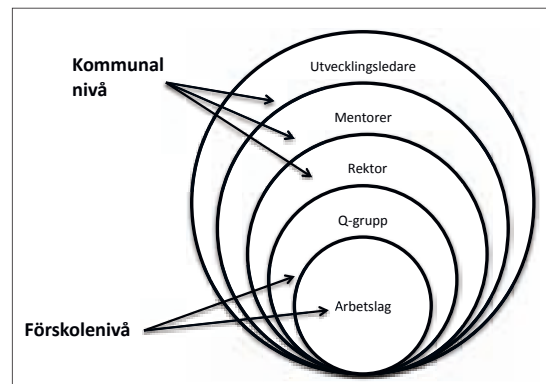 Kommunal
nivå
Utvecklingsledare
Mentorer
Rektor
Q-grupp
Arbetslag
Förskolenivå